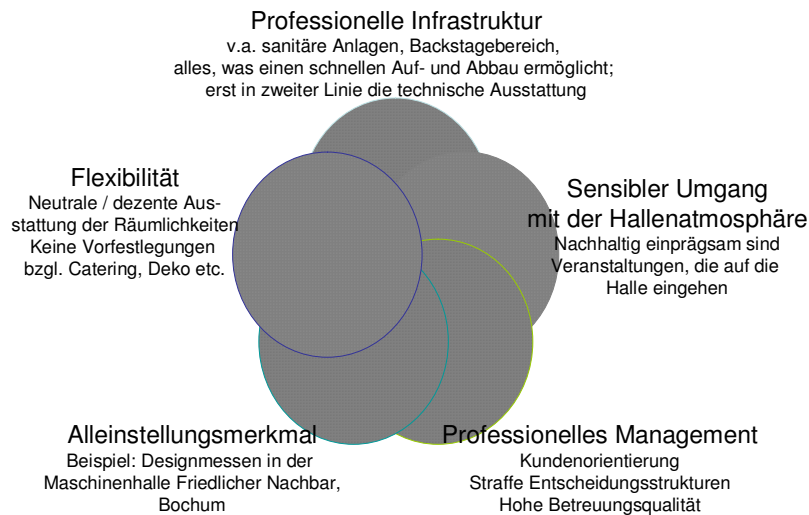 Professionelle Infrastruktur
v.a. sanitäre Anlagen, Backstagebereich,
alles, was einen schnellen Auf- und Abbau ermöglicht;
erst in zweiter Linie die technische Ausstattung
Flexibilität
Neutrale / dezente Aus-
stattung der Räumlichkeiten
Keine Vorfestlegungen
bzgl. Catering, Deko etc.
Sensibler Umgang
mit der Hallenatmosphäre
Nachhaltig einprägsam sind
Veranstaltungen, die auf die
Halle eingehen
Alleinstellungsmerkmal
Beispiel: Designmessen in der
Maschinenhalle Friedlicher Nachbar,
Bochum
Professionelles Management
Kundenorientierung
Straffe Entscheidungsstrukturen
Hohe Betreuungsqualität